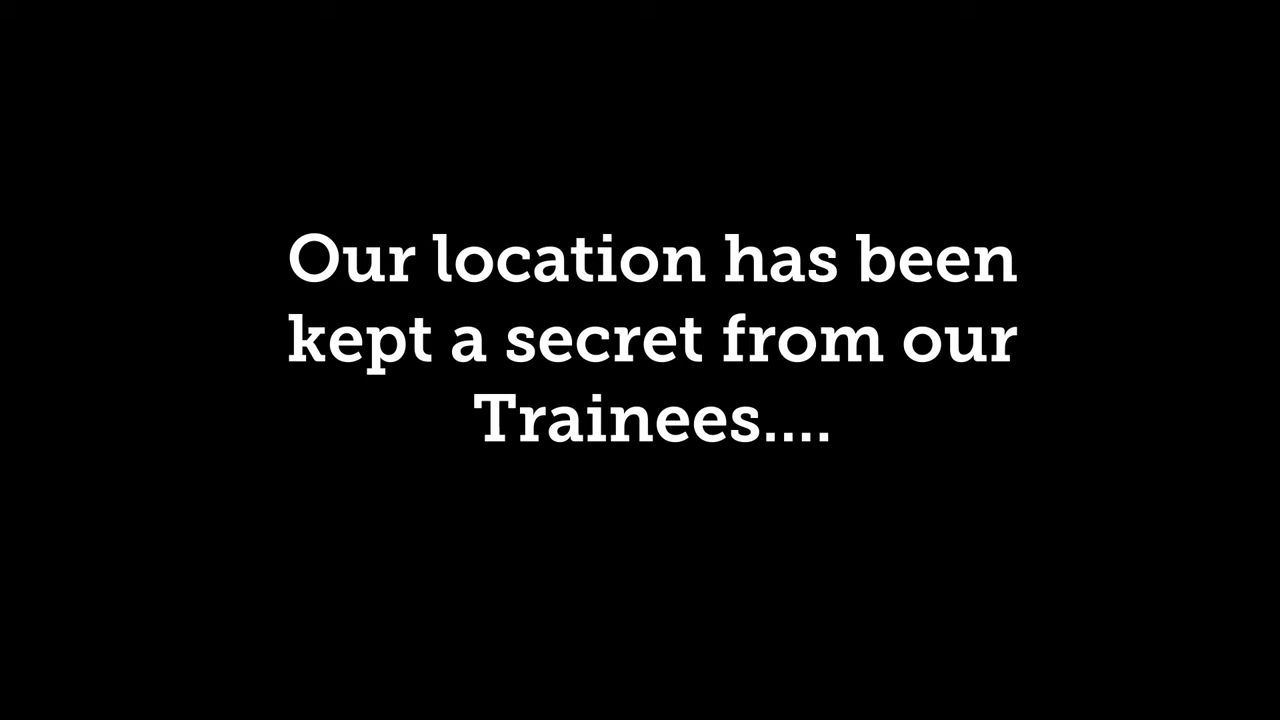 Our location has been
kept a secret from our
Trainees....